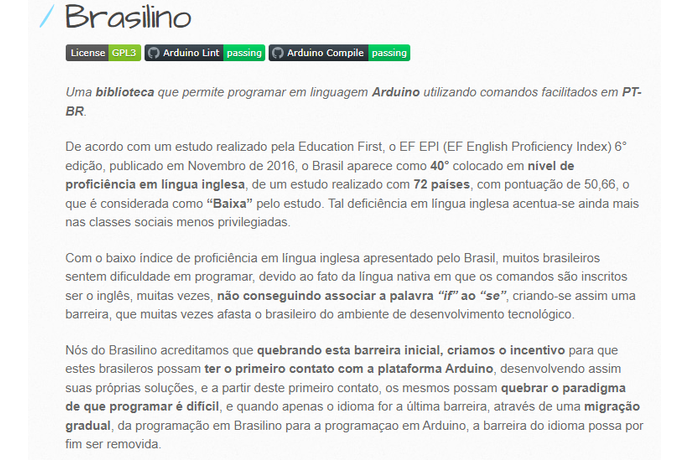 Brasilino
License GPL3 Arduino Lint passing Arduino Compile passing
Uma biblioteca que permite programar em linguagem Arduino utilizando comandos facilitados em PT-
BR.
De acordo com um estudo realizado pela Education First, o EF EPI (EF English Proficiency Index) 6°
edição, publicado em Novembro de 2016, o Brasil aparece como 40° colocado em nível de
proficiência em língua inglesa, de um estudo realizado com 72 países, com pontuação de 50,66, o
que é considerada como “Baixa” pelo estudo. Tal deficiência em língua inglesa acentua-se ainda mais
nas classes sociais menos privilegiadas.
Com o baixo índice de proficiência em língua inglesa apresentado pelo Brasil, muitos brasileiros
sentem dificuldade em programar, devido ao fato da língua nativa em que os comandos são inscritos
ser o inglês, muitas vezes, não conseguindo associar a palavra “if” ao “se”, criando-se assim uma
barreira, que muitas vezes afasta o brasileiro do ambiente de desenvolvimento tecnológico.
Nós do Brasilino acreditamos que quebrando esta barreira inicial, criamos o incentivo para que
estes brasileros possam ter o primeiro contato com a plataforma Arduino, desenvolvendo assim
suas próprias soluções, e a partir deste primeiro contato, os mesmos possam quebrar o paradigma
de que programar é difícil, e quando apenas o idioma for a última barreira, através de uma migração
gradual, da programação em Brasilino para a programaçao em Arduino, a barreira do idioma possa por
fim ser removida.